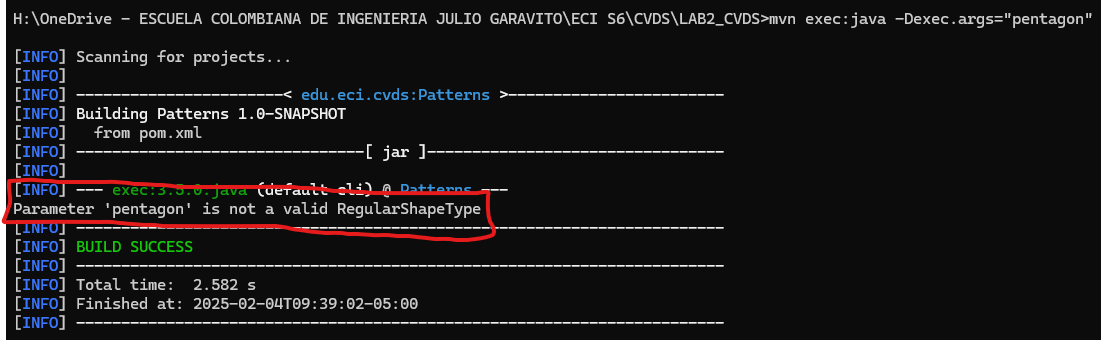 H:\OneDrive - ESCUELA COLOMBIANA DE INGENIERIA JULIO GARAVITO\ECI S6\CVDS\LAB2_CVDS>mvn exec:java -Dexec.args="pentagon"
[INFO] Scanning for projects...
[INFO]
[INFO] ----------------------< edu.eci.cvds:Patterns >-----------------------
[INFO] Building Patterns 1.0-SNAPSHOT
[INFO]   from pom.xml
[INFO] --------------------------------[ jar ]---------------------------------
[INFO]
[INFO] --- exec:3.5.0:java (default-cli) @ Patterns ---
Parameter 'pentagon' is not a valid RegularShapeType
[INFO] ------------------------------------------------------------------------
[INFO] BUILD SUCCESS
[INFO] ------------------------------------------------------------------------
[INFO] Total time:  2.582 s
[INFO] Finished at: 2025-02-04T09:39:02-05:00
[INFO] ------------------------------------------------------------------------